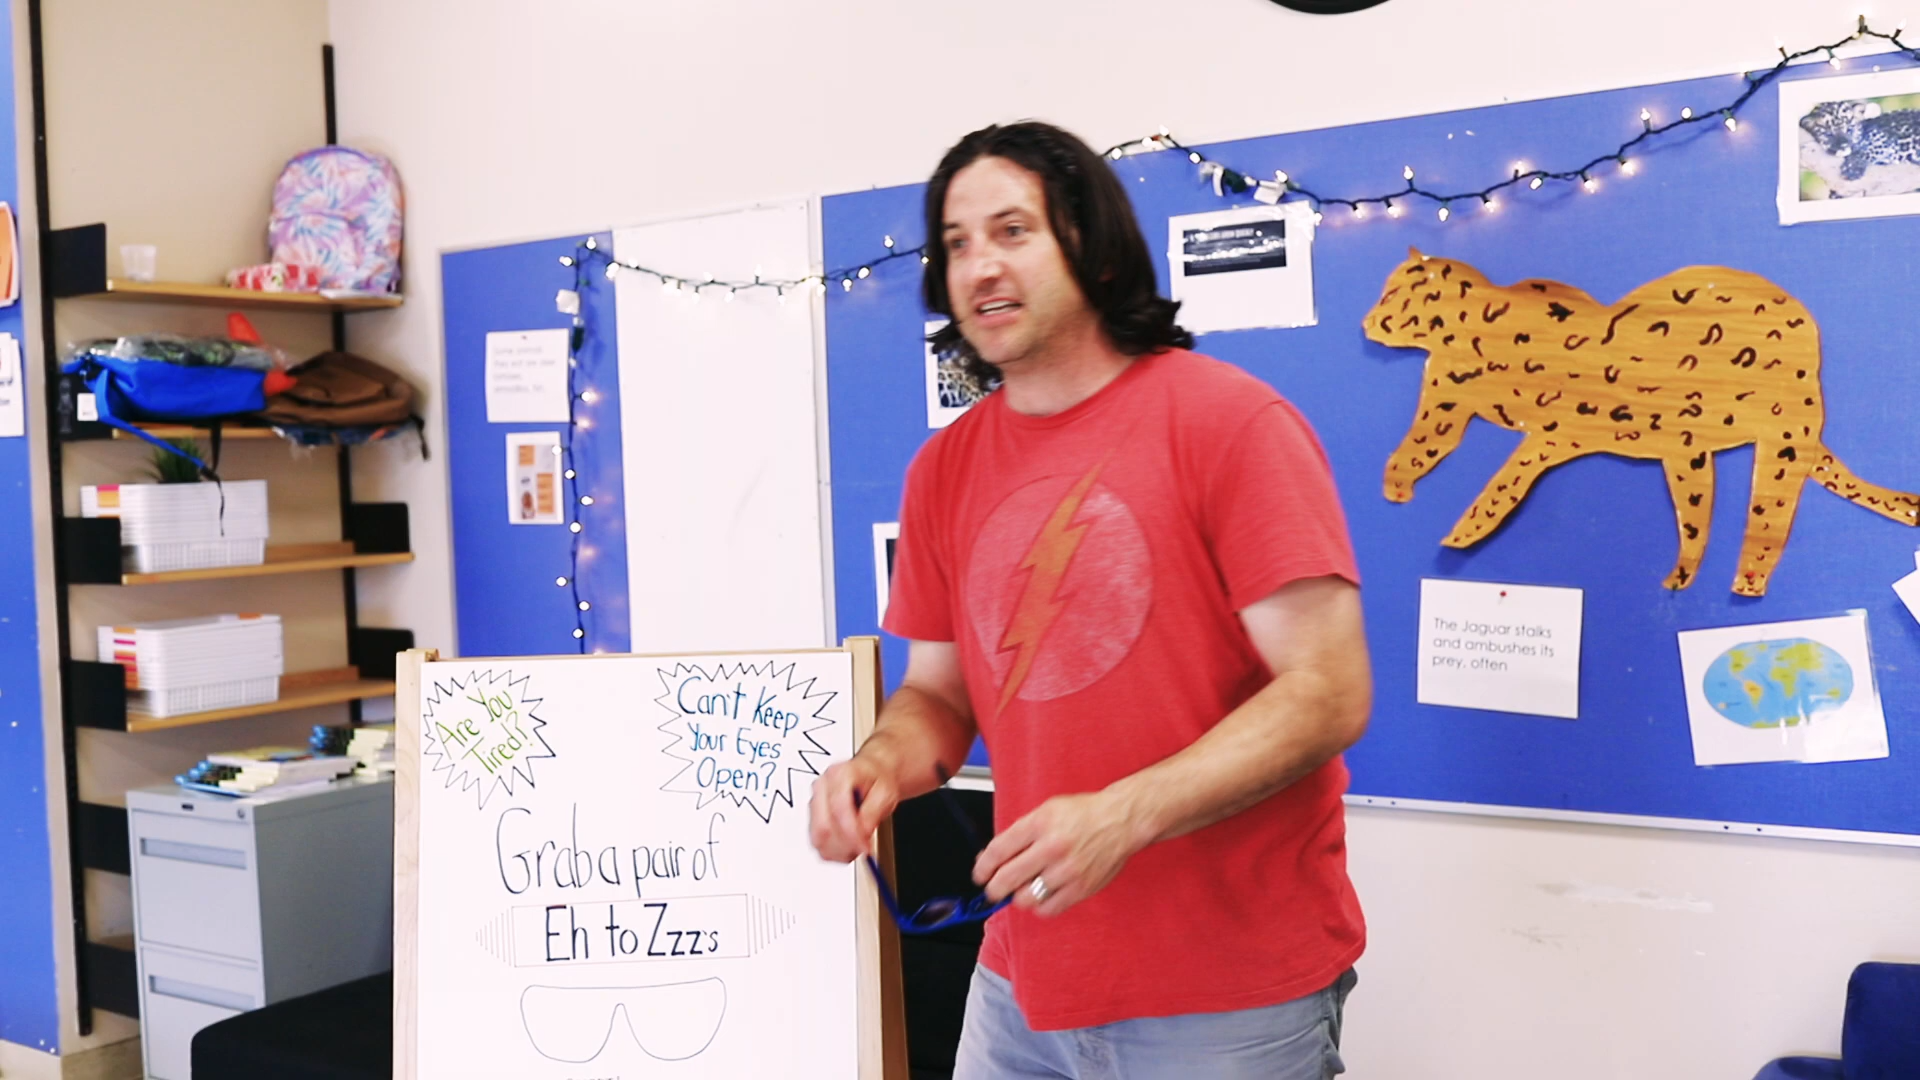 Are You
Tired?
Can't Keep
Your Eyes
Open?
Grab a pair of
Eh to Zzz's
The Jaguar stalks
and ambushes its
prey, often